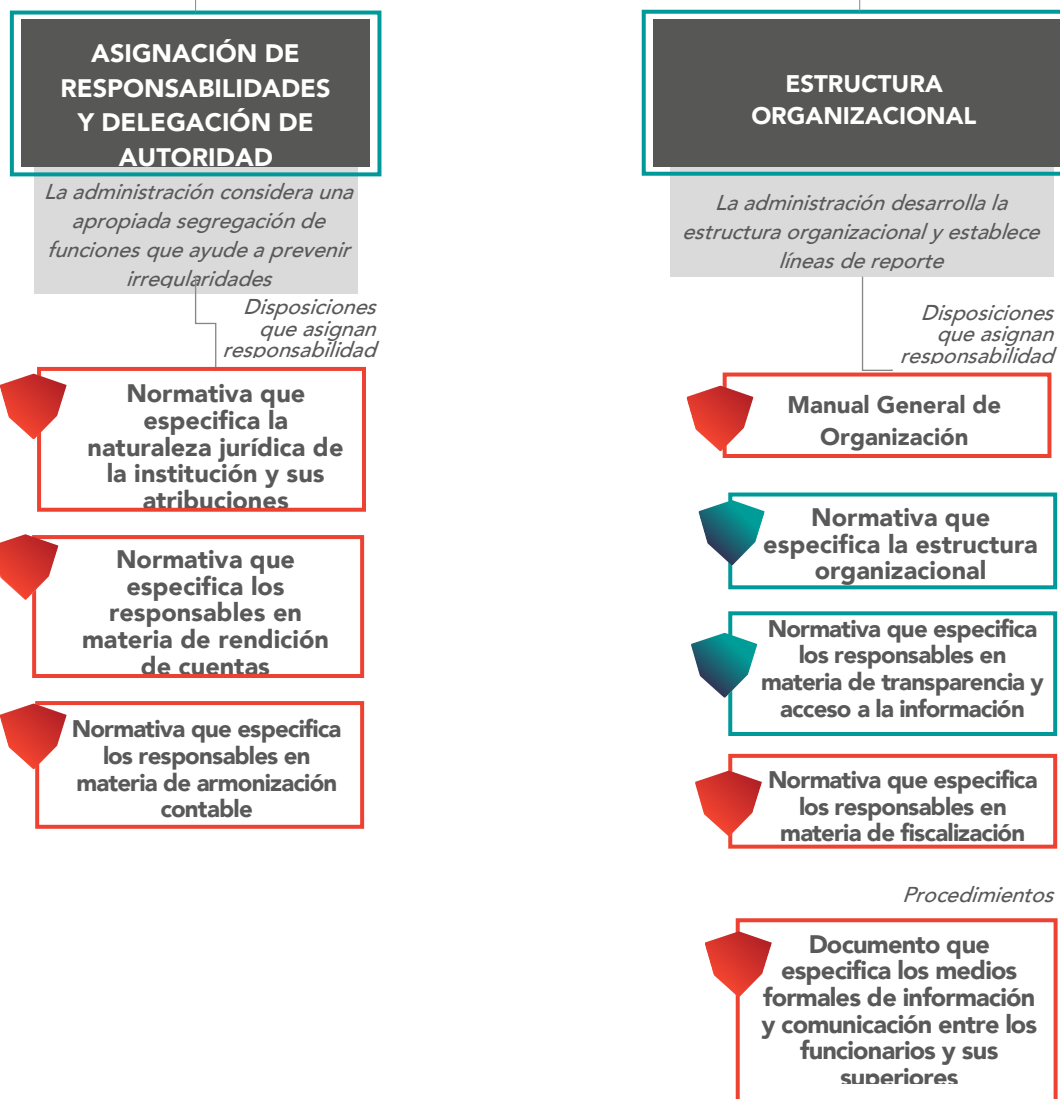 ASIGNACIÓN DE
RESPONSABILIDADES
Y DELEGACIÓN DE
AUTORIDAD
La administración considera una
apropiada segregación de
funciones que ayude a prevenir
irregularidades
Disposiciones
que asignan
responsabilidad
Normativa que
especifica la
naturaleza jurídica de
la institución y sus
atribuciones
Normativa que
especifica los
responsables en
materia de rendición
de cuentas
Normativa que especifica
los responsables en
materia de armonización
contable
ESTRUCTURA
ORGANIZACIONAL
La administración desarrolla la
estructura organizacional y establece
líneas de reporte
Disposiciones
que asignan
responsabilidad
Manual General de
Organización
Normativa que
especifica la estructura
organizacional
Normativa que especifica
los responsables en
materia de transparencia y
acceso a la información
Normativa que especifica
los responsables en
materia de fiscalización
Procedimientos
Documento que
especifica los medios
formales de información
y comunicación entre los
funcionarios y sus
superiores